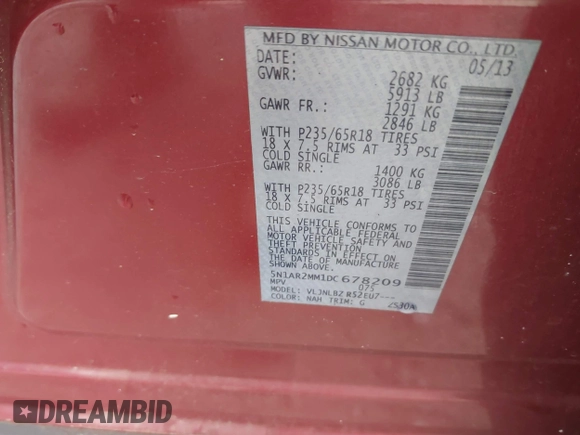 MFD BY NISSAN MOTOR CO., LTD.
DATE: 05/13
GVWR: 2682 KG
5913 LB
GAWR FR.: 1291 KG
2846 LB
WITH P235/65R18 TIRES
18 X 7.5 RIMS AT 33 PSI
COLD SINGLE
GAWR RR.: 1400 KG
3086 LB
WITH P235/65R18 TIRES
18 X 7.5 RIMS AT 33 PSI
COLD SINGLE
THIS VEHICLE CONFORMS TO
ALL APPLICABLE FEDERAL
MOTOR VEHICLE SAFETY AND
THEFT PREVENTION
STANDARDS IN EFFECT ON
THE DATE OF MANUFACTURE
SHOWN ABOVE.
5N1AR2MM1DC678209
MPV 075
MODEL: VLJNLBZ R52EU7---
COLOR: NAH TRIM: G
DREAMBID